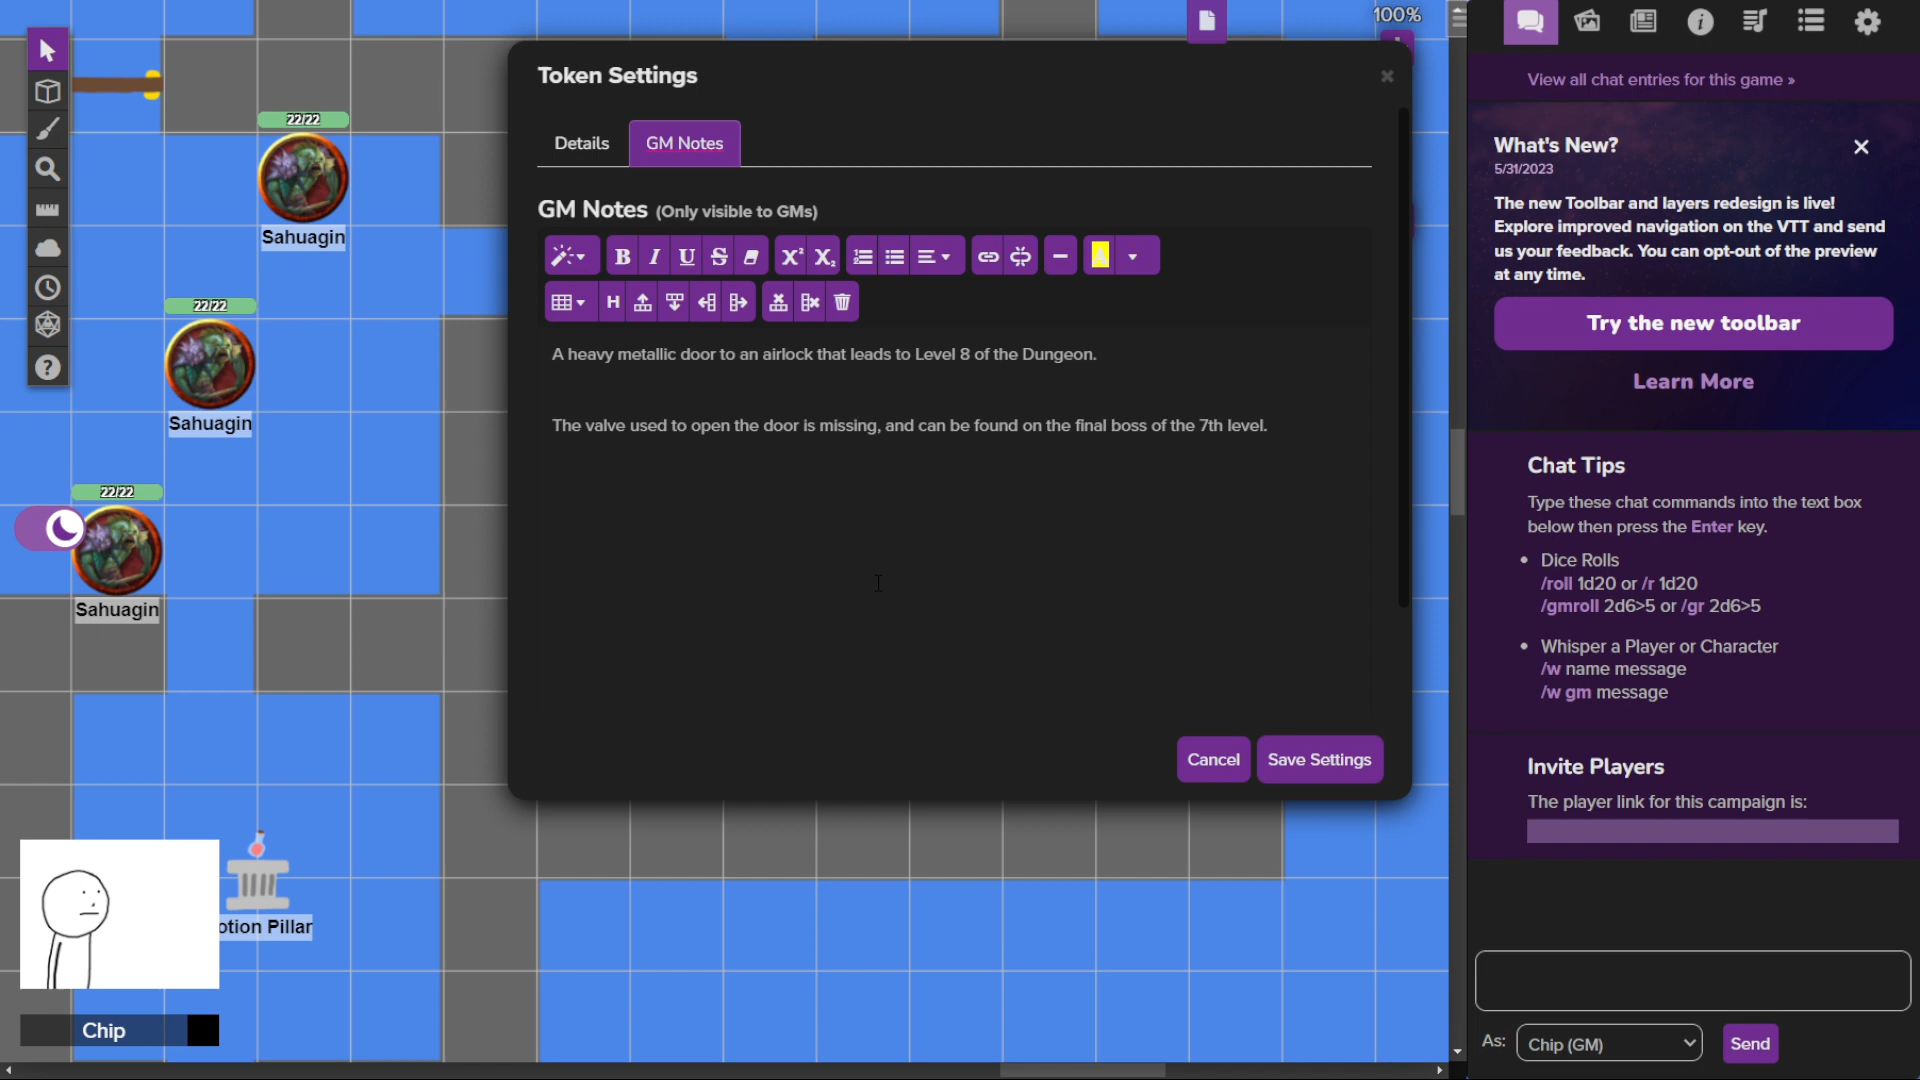 100%
22/22
Sahuagin
22/22
Sahuagin
22/22
Sahuagin
otion Pillar
Chip
Token Settings
Details
GM Notes
GM Notes (Only visible to GMs)
B I U S X² X₂ A
H
A heavy metallic door to an airlock that leads to Level 8 of the Dungeon.
The valve used to open the door is missing, and can be found on the final boss of the 7th level.
Cancel
Save Settings
View all chat entries for this game »
What's New?
5/31/2023
The new Toolbar and layers redesign is live!
Explore improved navigation on the VTT and send
us your feedback. You can opt-out of the preview
at any time.
Try the new toolbar
Learn More
Chat Tips
Type these chat commands into the text box
below then press the Enter key.
• Dice Rolls
/roll 1d20 or /r 1d20
/gmroll 2d6>5 or /gr 2d6>5
• Whisper a Player or Character
/w name message
/w gm message
Invite Players
The player link for this campaign is:
As: Chip (GM)
Send